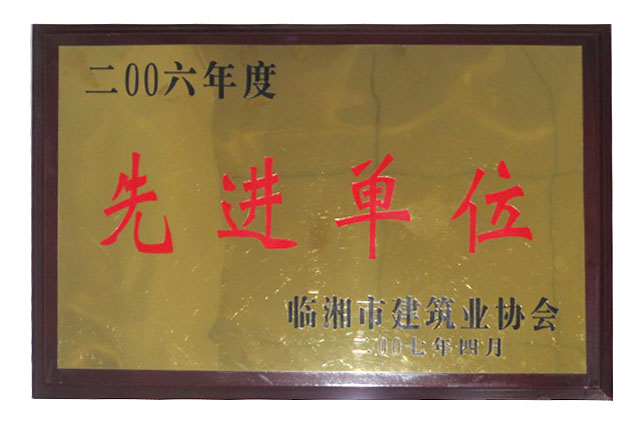 二00六年度
先进单位
临湘市建筑业协会
二00七年四月